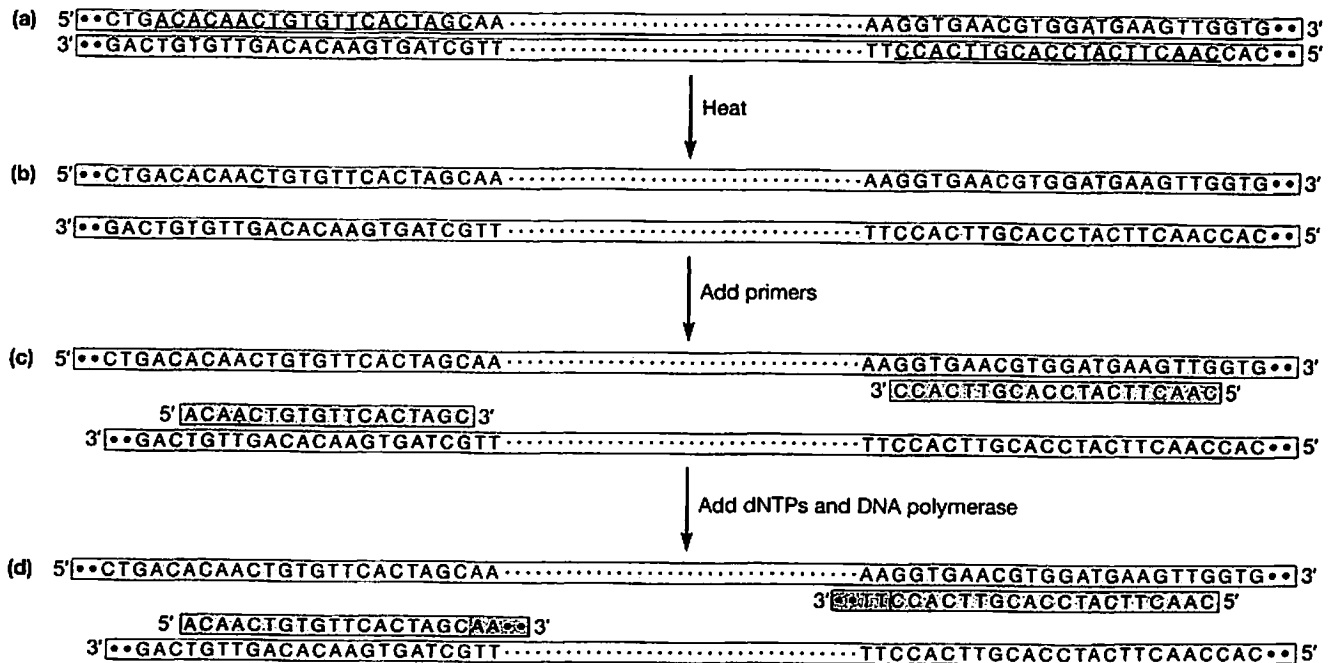 (a) 5' ••CTGACACAACTGTGTTCACTAGCAA··············AAGGTGAACGTGGATGAAGTTGGTG•• 3'
3' ••GACTGTGTTGACACAAGTGATCGTT··············TTCCACTTGCACCTACTTCAACCAC•• 5'
Heat
(b) 5' ••CTGACACAACTGTGTTCACTAGCAA··············AAGGTGAACGTGGATGAAGTTGGTG•• 3'
3' ••GACTGTGTTGACACAAGTGATCGTT··············TTCCACTTGCACCTACTTCAACCAC•• 5'
Add primers
(c) 5' ••CTGACACAACTGTGTTCACTAGCAA··············AAGGTGAACGTGGATGAAGTTGGTG•• 3'
3' CCACTTGCACCTACTTCAAC 5'
5' ACAACTGTGTTCACTAGC 3'
3' ••GACTGTTGACACAAGTGATCGTT··············TTCCACTTGCACCTACTTCAACCAC•• 5'
Add dNTPs and DNA polymerase
(d) 5' ••CTGACACAACTGTGTTCACTAGCAA··············AAGGTGAACGTGGATGAAGTTGGTG•• 3'
3' ••TTCCACTTGCACCTACTTCAAC 5'
5' ACAACTGTGTTCACTAGCAA•• 3'
3' ••GACTGTTGACACAAGTGATCGTT··············TTCCACTTGCACCTACTTCAACCAC•• 5'